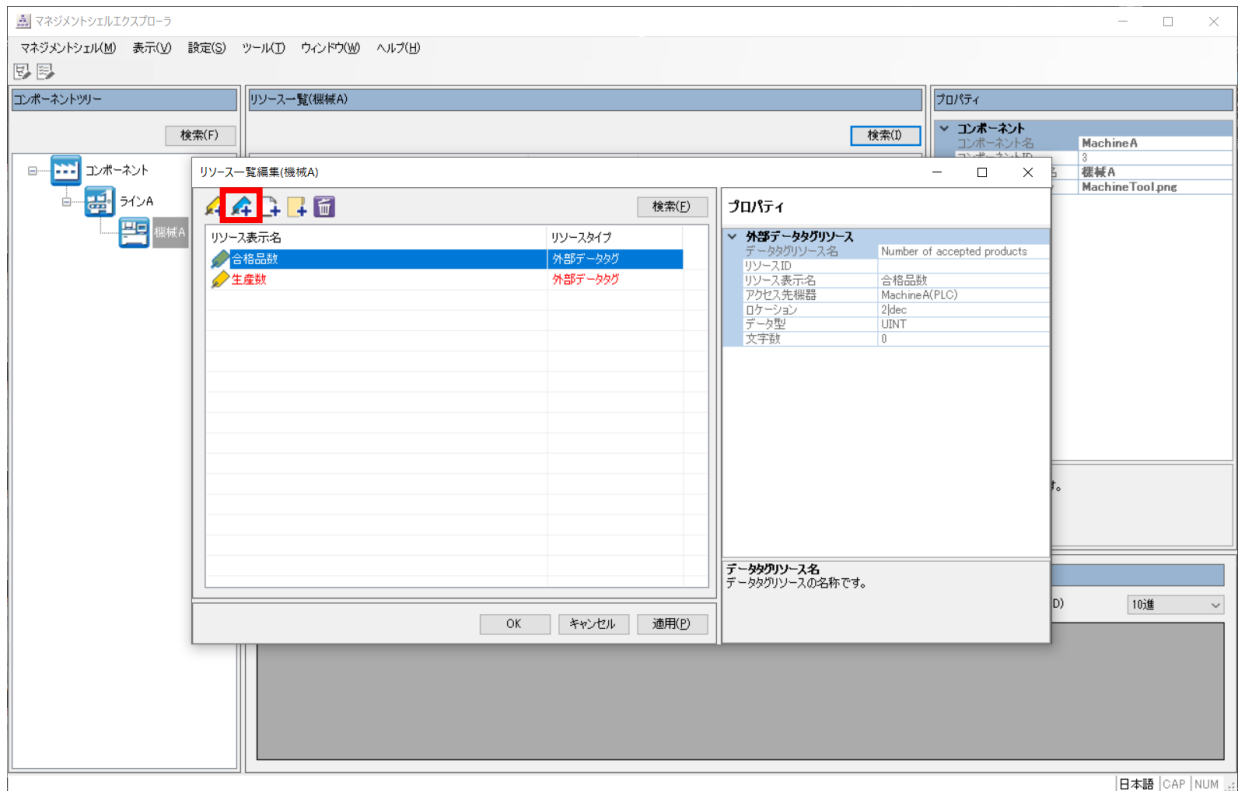 マネジメントシェルエクスプローラ
マネジメントシェル(M) 表示(V) 設定(S) ツール(T) ウィンドウ(W) ヘルプ(H)
コンポーネントツリー
検索(F)
コンポーネント
ラインA
機械A
リソース一覧(機械A)
検索(I)
プロパティ
コンポーネント
コンポーネント名 MachineA
コンポーネントID 3
機械A
MachineTool.png
リソース一覧編集(機械A)
検索(E)
リソース表示名 リソースタイプ
合格品数 外部データタグ
生産数 外部データタグ
OK キャンセル 適用(P)
プロパティ
外部データタグリソース
データタグリソース名 Number of accepted products
リソースID
リソース表示名 合格品数
アクセス先機器 MachineA(PLC)
ロケーション 2|dec
データ型 UINT
文字数 0
データタグリソース名
データタグリソースの名称です。
す。
D) 10進
日本語 CAP NUM